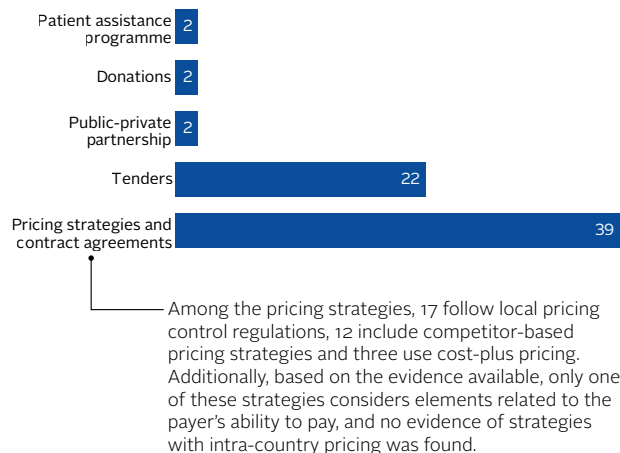 Patient assistance
programme
2
Donations
2
Public-private
partnership
2
Tenders
22
Pricing strategies and
contract agreements
39
Among the pricing strategies, 17 follow local pricing
control regulations, 12 include competitor-based
pricing strategies and three use cost-plus pricing.
Additionally, based on the evidence available, only one
of these strategies considers elements related to the
payer's ability to pay, and no evidence of strategies
with intra-country pricing was found.